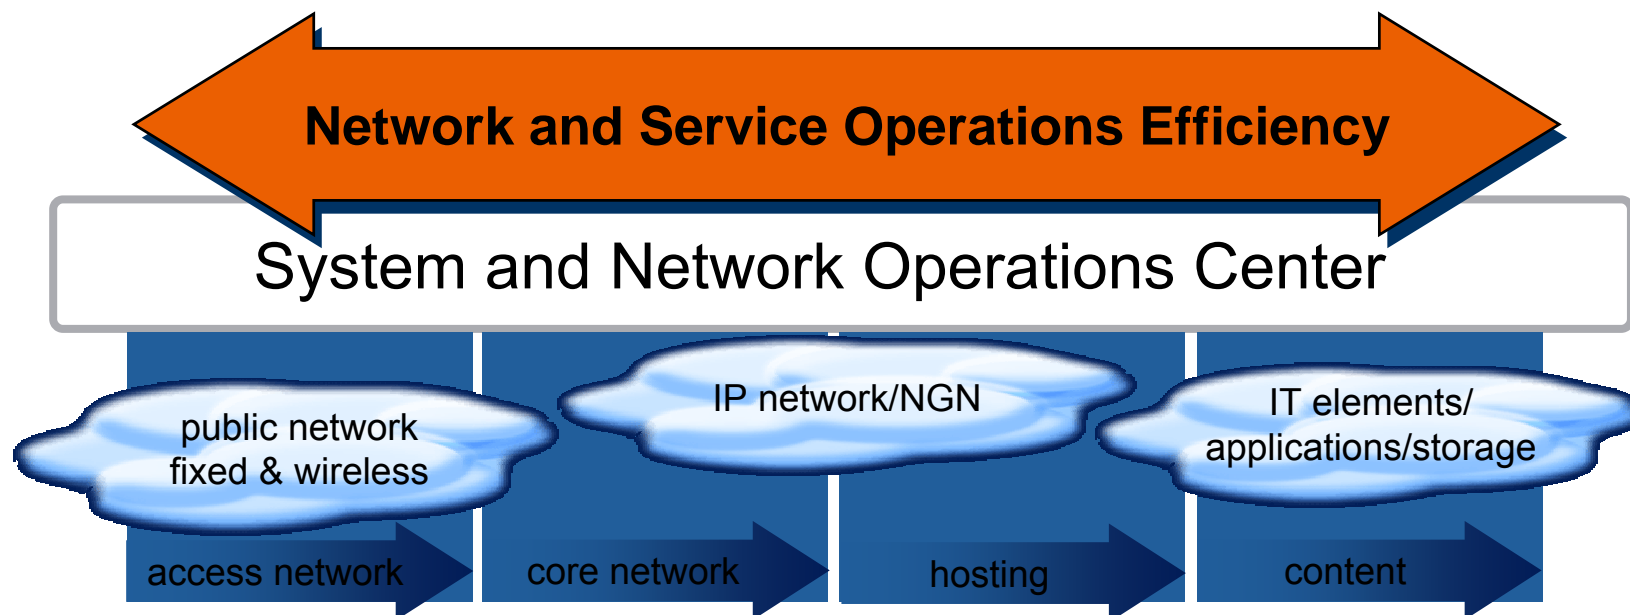 Network and Service Operations Efficiency
System and Network Operations Center
public network
fixed & wireless
IP network/NGN
IT elements/
applications/storage
access network
core network
hosting
content